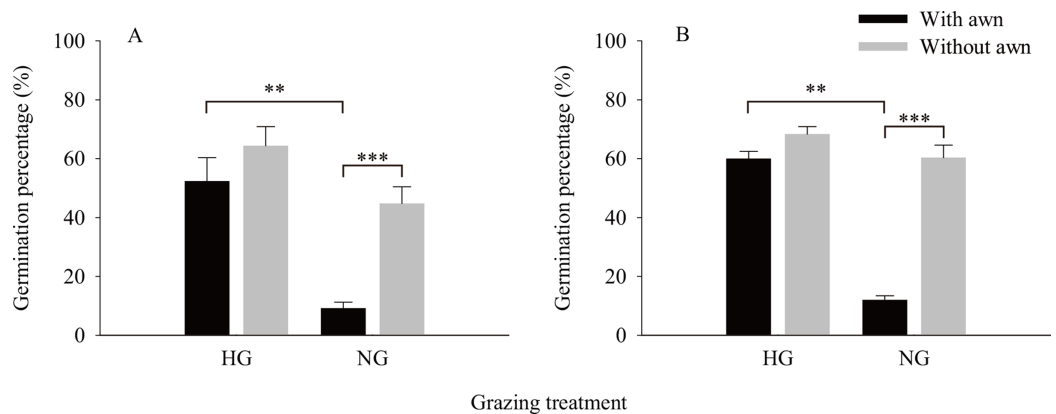 With awn
Without awn
A
B
Germination percentage (%)
100
80
60
40
20
0
**
***
HG
NG
Germination percentage (%)
100
80
60
40
20
0
**
***
HG
NG
Grazing treatment